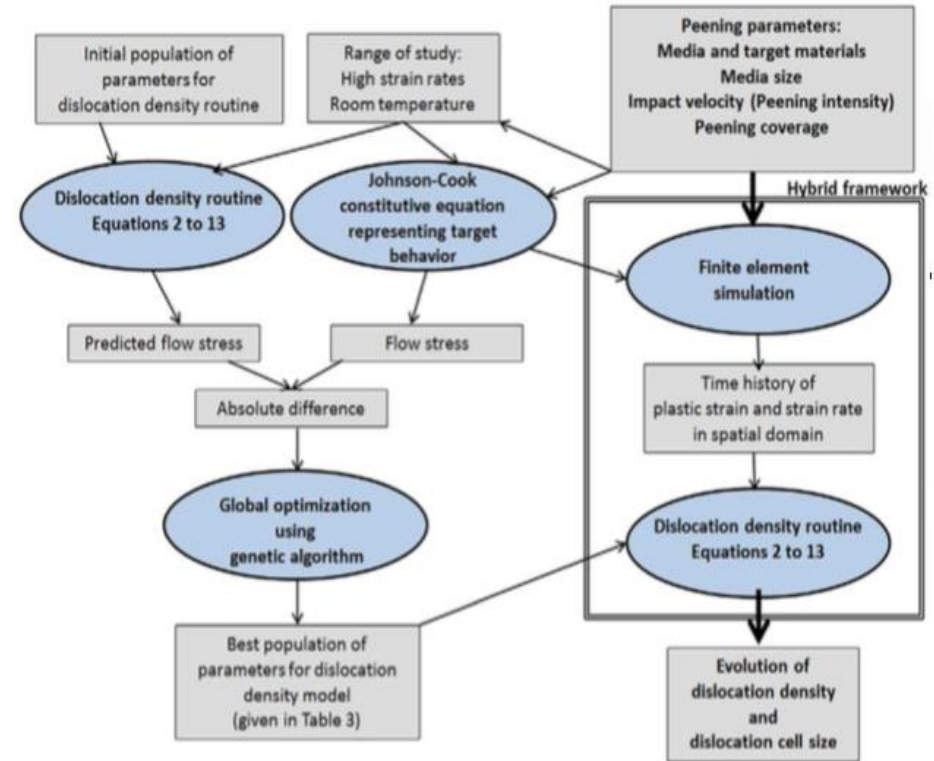 Initial population of
parameters for
dislocation density routine
Range of study:
High strain rates
Room temperature
Peening parameters:
Media and target materials
Media size
Impact velocity (Peening intensity)
Peening coverage
Hybrid framework
Dislocation density routine
Equations 2 to 13
Johnson-Cook
constitutive equation
representing target
behavior
Finite element
simulation
Predicted flow stress
Flow stress
Time history of
plastic strain and strain rate
in spatial domain
Absolute difference
Global optimization
using
genetic algorithm
Dislocation density routine
Equations 2 to 13
Best population of
parameters for dislocation
density model
(given in Table 3)
Evolution of
dislocation density
and
dislocation cell size